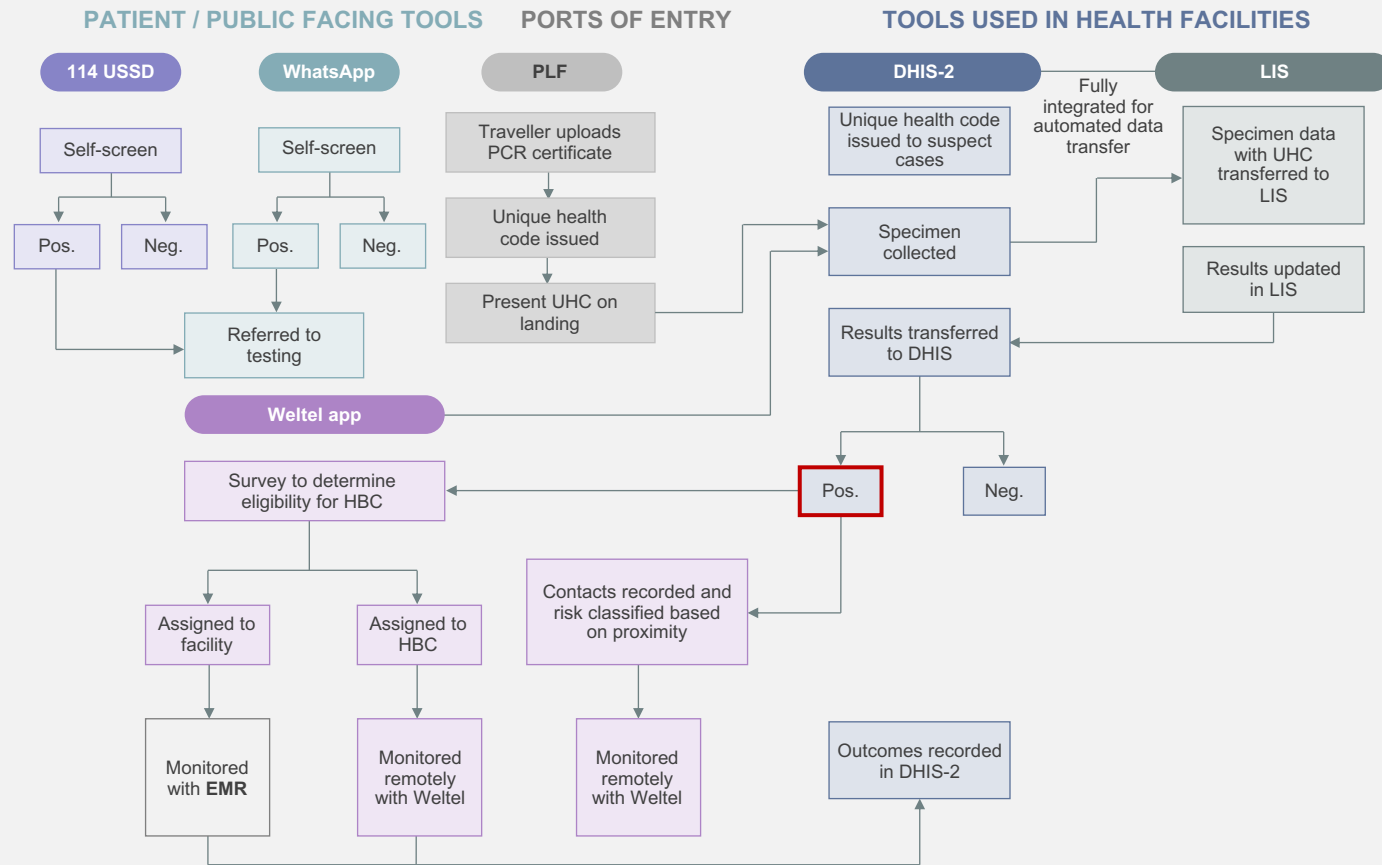 PATIENT / PUBLIC FACING TOOLS
PORTS OF ENTRY
TOOLS USED IN HEALTH FACILITIES
114 USSD
WhatsApp
PLF
DHIS-2
LIS
Fully
integrated for
automated data
transfer
Self-screen
Pos.
Neg.
Self-screen
Pos.
Neg.
Referred to
testing
Traveller uploads
PCR certificate
Unique health
code issued
Present UHC on
landing
Unique health code
issued to suspect
cases
Specimen
collected
Specimen data
with UHC
transferred to
LIS
Results updated
in LIS
Results transferred
to DHIS
Weltel app
Pos.
Neg.
Survey to determine
eligibility for HBC
Contacts recorded and
risk classified based
on proximity
Assigned to
facility
Assigned to
HBC
Monitored
with EMR
Monitored
remotely
with Weltel
Monitored
remotely
with Weltel
Outcomes recorded
in DHIS-2